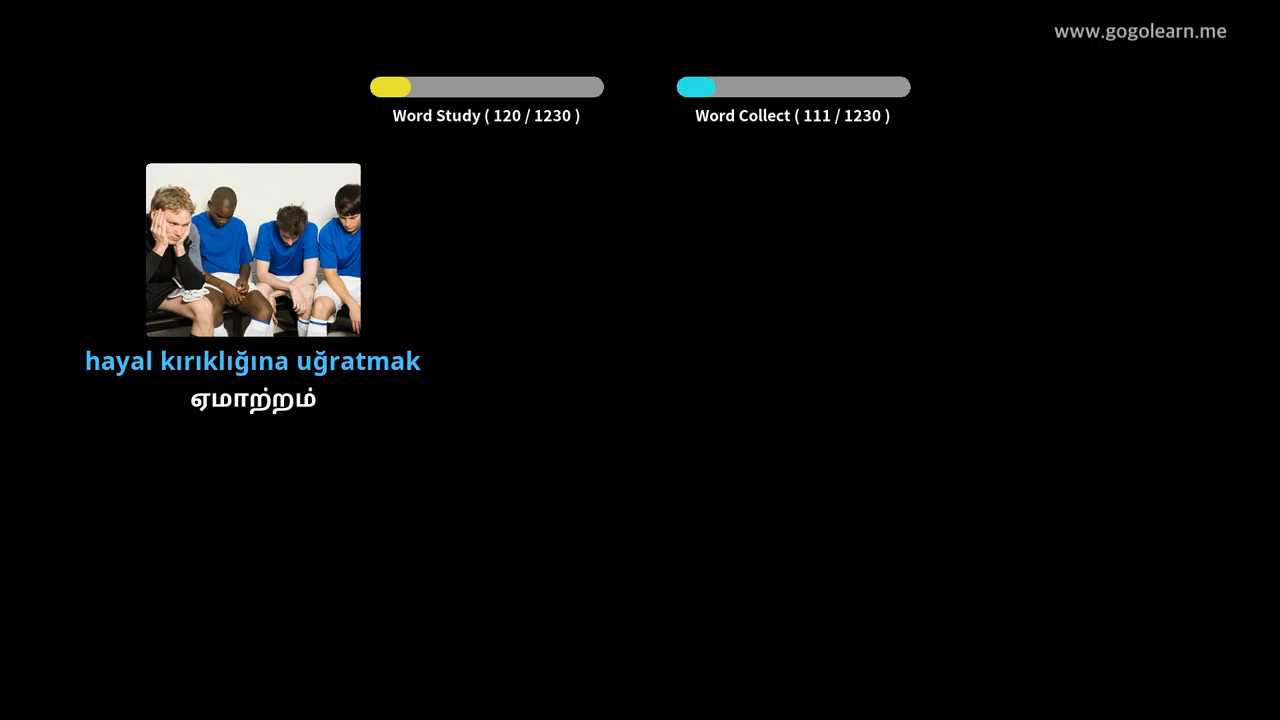 www.gogolearn.me
Word Study ( 120 / 1230 )
Word Collect ( 111 / 1230 )
hayal kırıklığına uğratmak
ஏமாற்றம்